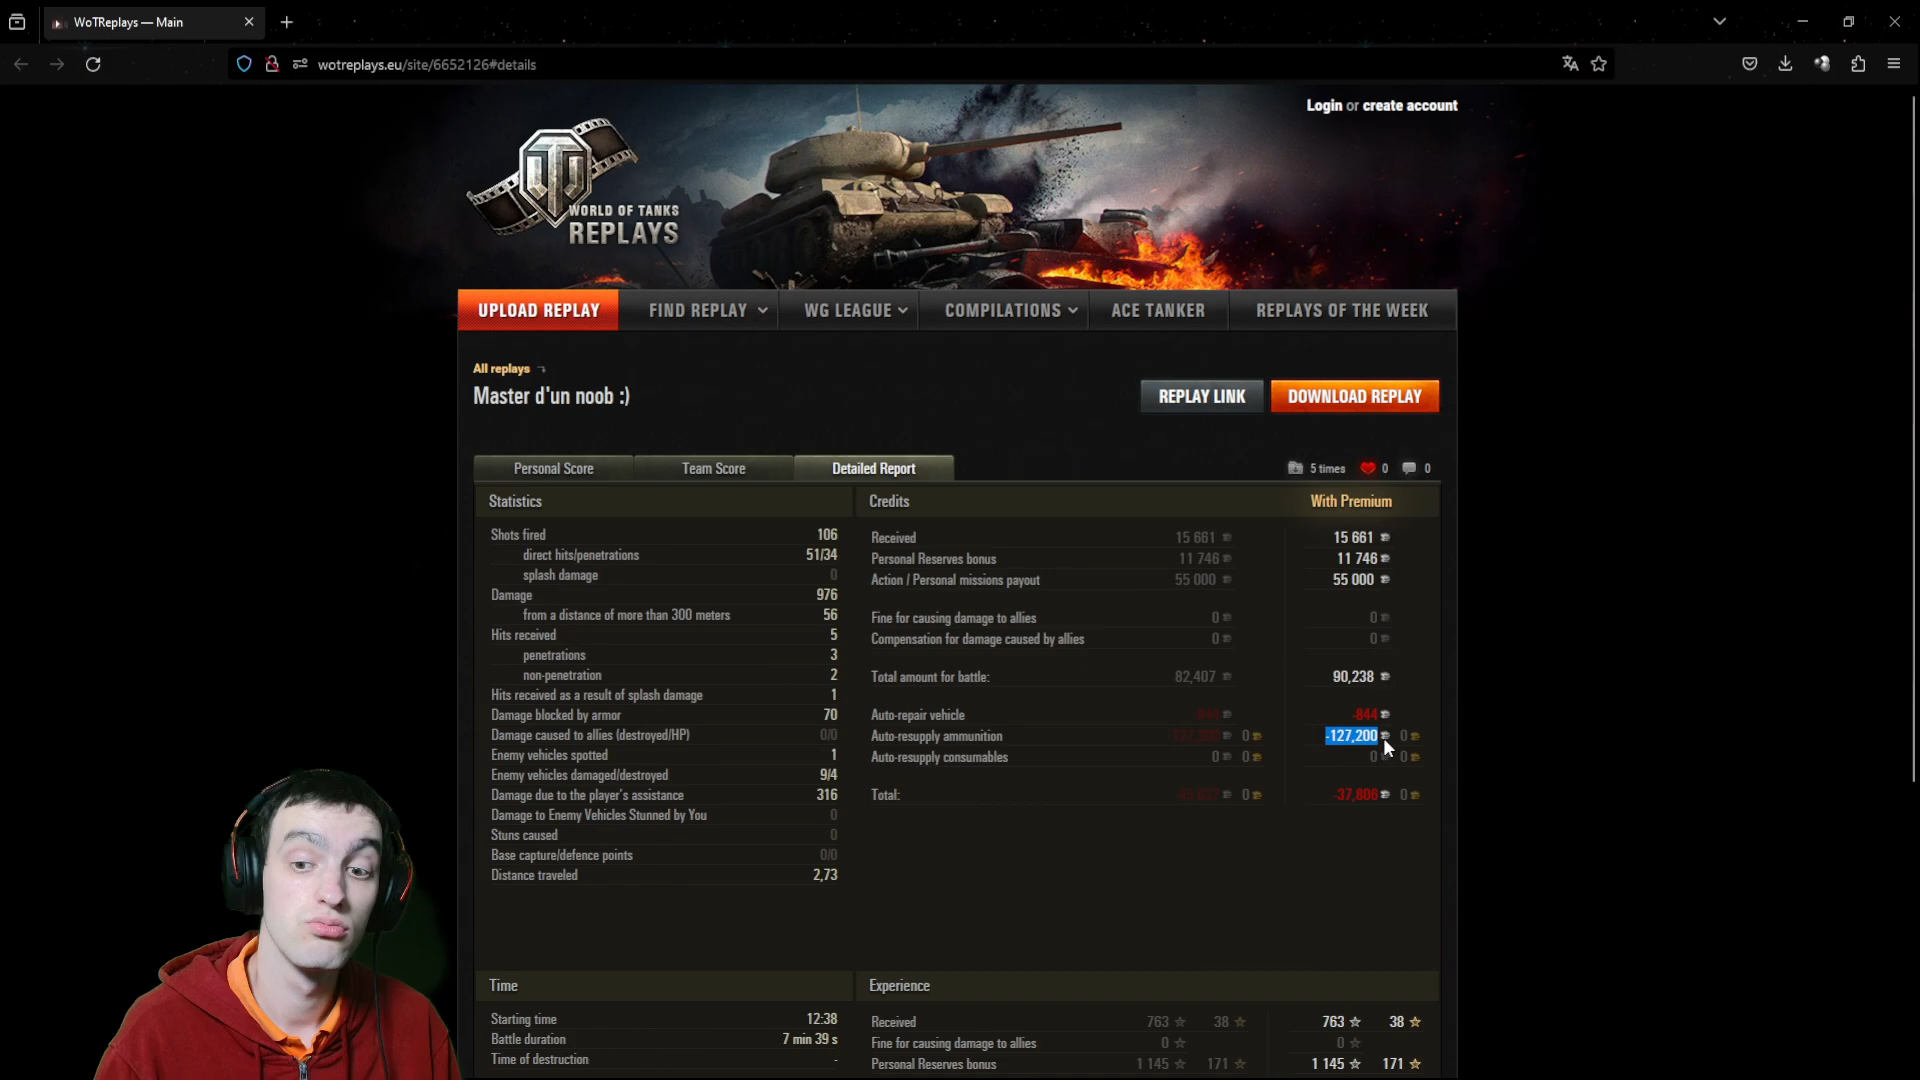 WoTReplays — Main
wotreplays.eu/site/6652126#details
Login or create account
WORLD OF TANKS
REPLAYS
UPLOAD REPLAY
FIND REPLAY
WG LEAGUE
COMPILATIONS
ACE TANKER
REPLAYS OF THE WEEK
All replays
Master d'un noob :)
REPLAY LINK
DOWNLOAD REPLAY
Personal Score
Team Score
Detailed Report
5 times
0
0
Statistics
Shots fired 106
direct hits/penetrations 51/34
splash damage 0
Damage 976
from a distance of more than 300 meters 56
Hits received 5
penetrations 3
non-penetration 2
Hits received as a result of splash damage 1
Damage blocked by armor 70
Damage caused to allies (destroyed/HP) 0/0
Enemy vehicles spotted 1
Enemy vehicles damaged/destroyed 9/4
Damage due to the player's assistance 316
Damage to Enemy Vehicles Stunned by You 0
Stuns caused 0
Base capture/defence points 0/0
Distance traveled 2,73
Credits With Premium
Received 15 661 15 661
Personal Reserves bonus 11 746 11 746
Action / Personal missions payout 55 000 55 000
Fine for causing damage to allies 0 0
Compensation for damage caused by allies 0 0
Total amount for battle: 82,407 90,238
Auto-repair vehicle -844 -844
Auto-resupply ammunition 0 -127,200 0
Auto-resupply consumables 0 0 0 0
Total: 0 -37,806 0
Time
Starting time 12:38
Battle duration 7 min 39 s
Time of destruction -
Experience
Received 763 38 763 38
Fine for causing damage to allies 0 0
Personal Reserves bonus 1 145 171 1 145 171